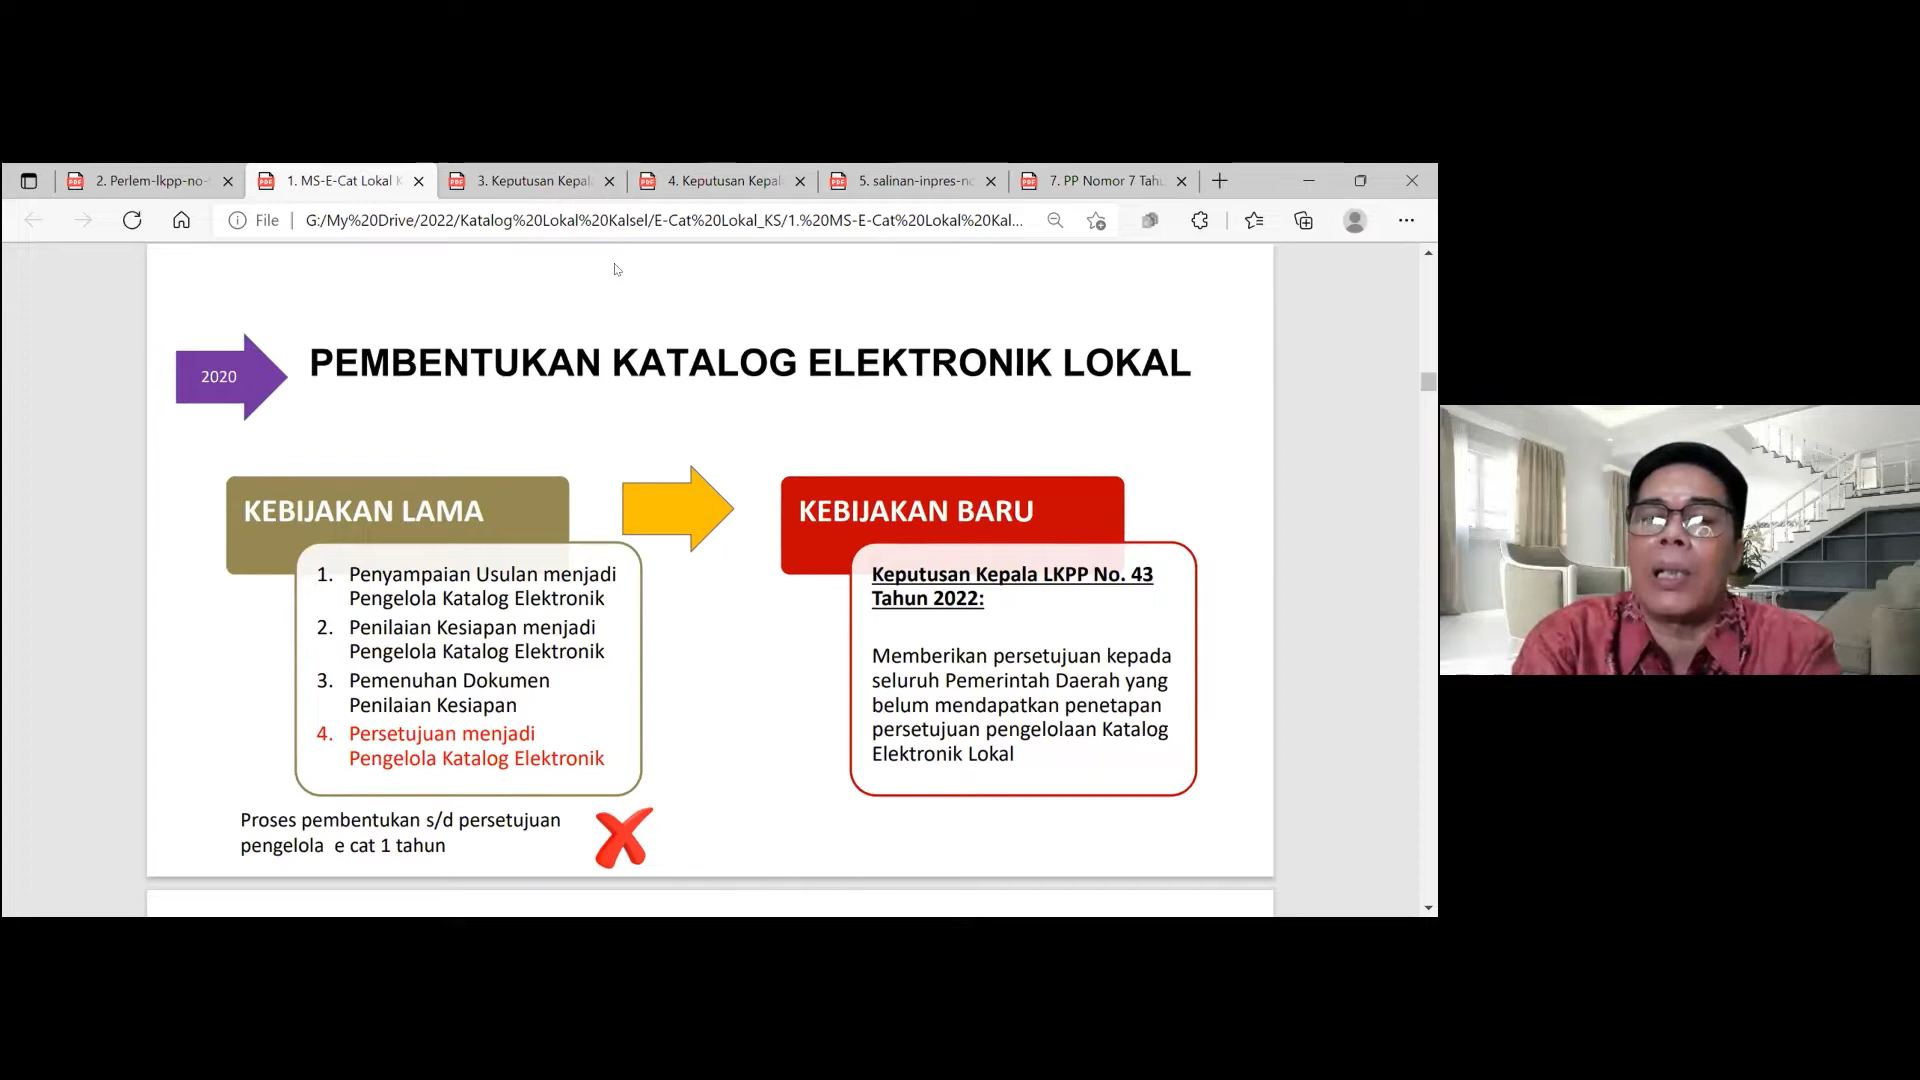 2. Perlem-lkpp-no-
1. MS-E-Cat Lokal K
3. Keputusan Kepal
4. Keputusan Kepal
5. salinan-inpres-no
7. PP Nomor 7 Tahu
File
G:/My%20Drive/2022/Katalog%20Lokal%20Kalsel/E-Cat%20Lokal_KS/1.%20MS-E-Cat%20Lokal%20Kal...
2020
PEMBENTUKAN KATALOG ELEKTRONIK LOKAL
KEBIJAKAN LAMA
1. Penyampaian Usulan menjadi
Pengelola Katalog Elektronik
2. Penilaian Kesiapan menjadi
Pengelola Katalog Elektronik
3. Pemenuhan Dokumen
Penilaian Kesiapan
4. Persetujuan menjadi
Pengelola Katalog Elektronik
Proses pembentukan s/d persetujuan
pengelola e cat 1 tahun
KEBIJAKAN BARU
Keputusan Kepala LKPP No. 43
Tahun 2022:
Memberikan persetujuan kepada
seluruh Pemerintah Daerah yang
belum mendapatkan penetapan
persetujuan pengelolaan Katalog
Elektronik Lokal